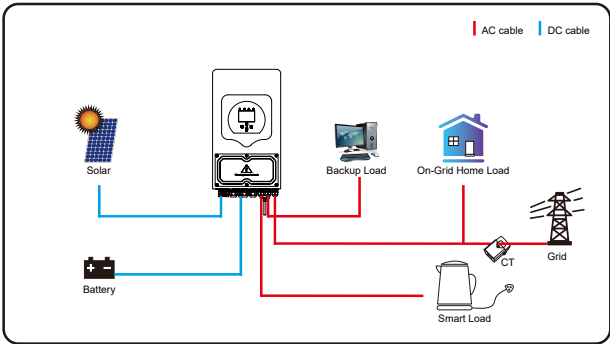 AC cable
DC cable
Solar
Backup Load
On-Grid Home Load
Battery
CT
Grid
Smart Load